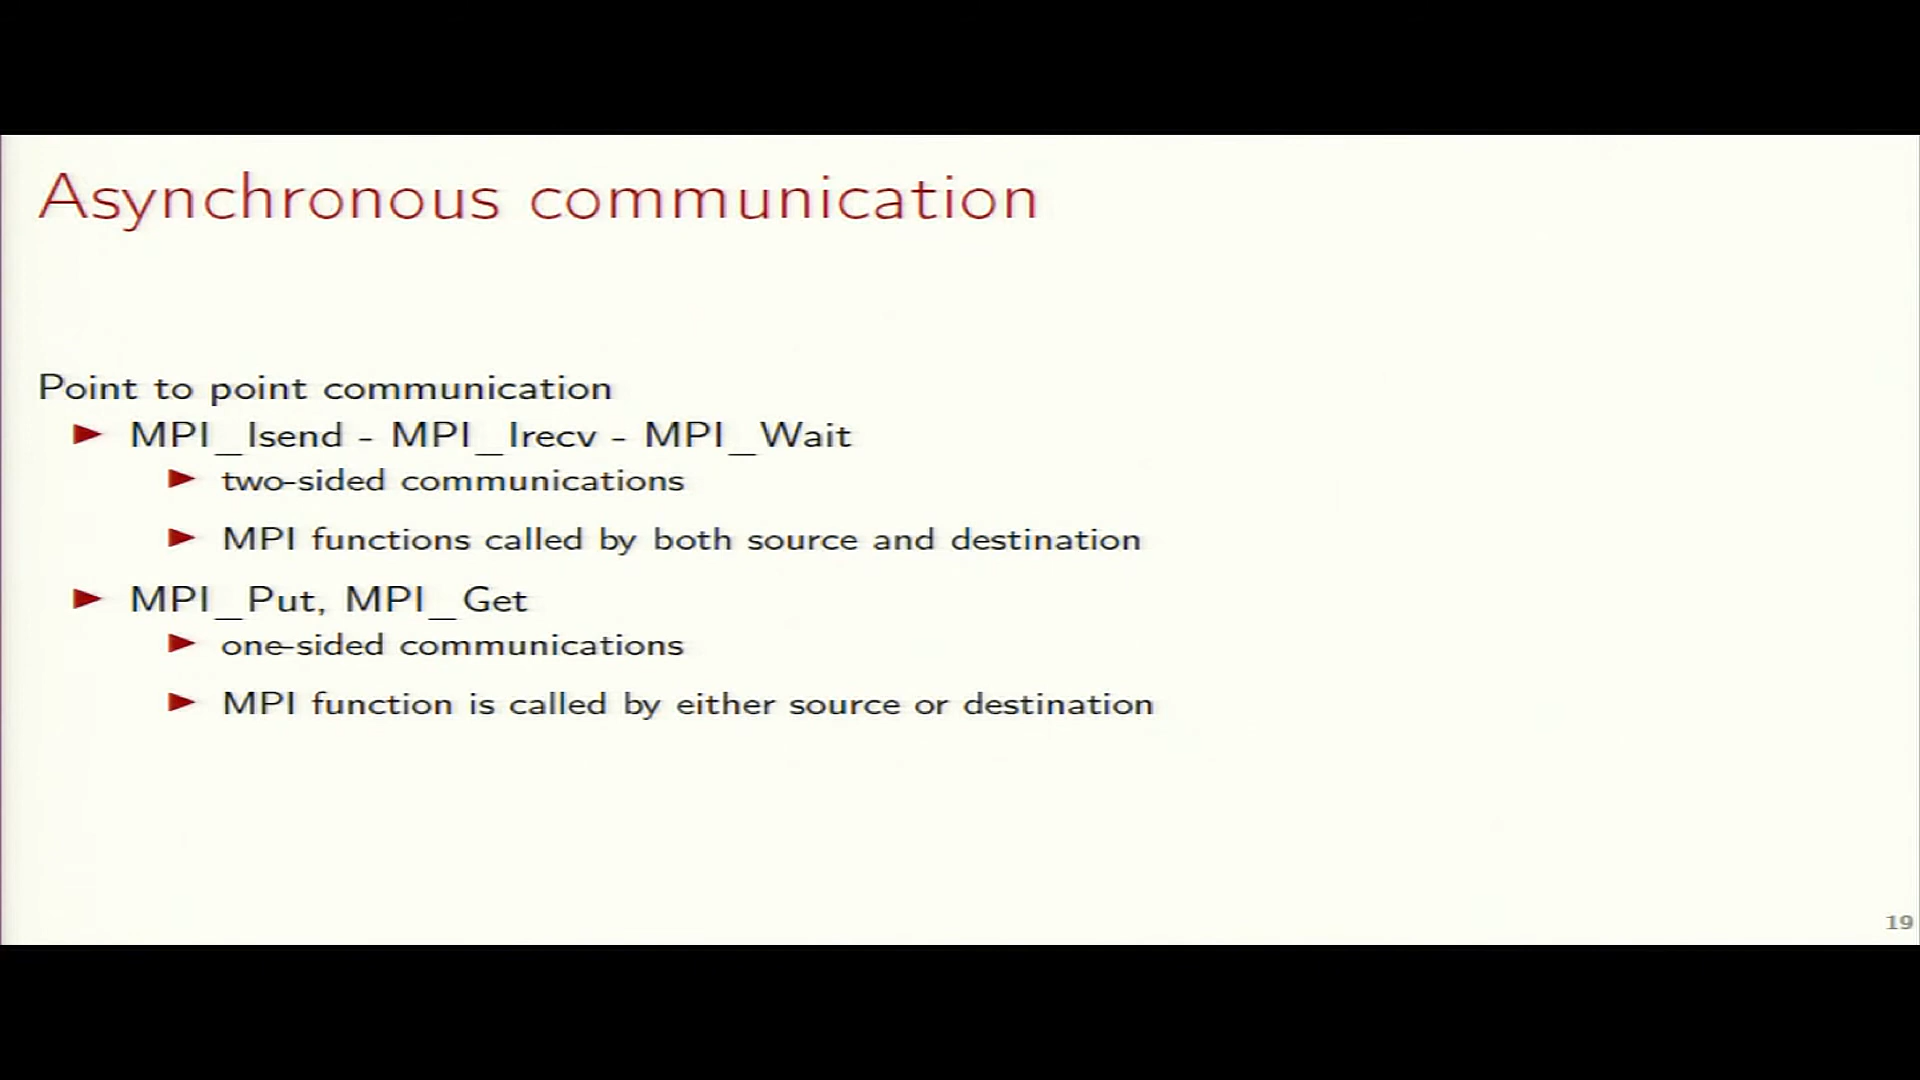 Asynchronous communication
Point to point communication
MPI_Isend - MPI_Irecv - MPI_Wait
two-sided communications
MPI functions called by both source and destination
MPI_Put, MPI_Get
one-sided communications
MPI function is called by either source or destination
19